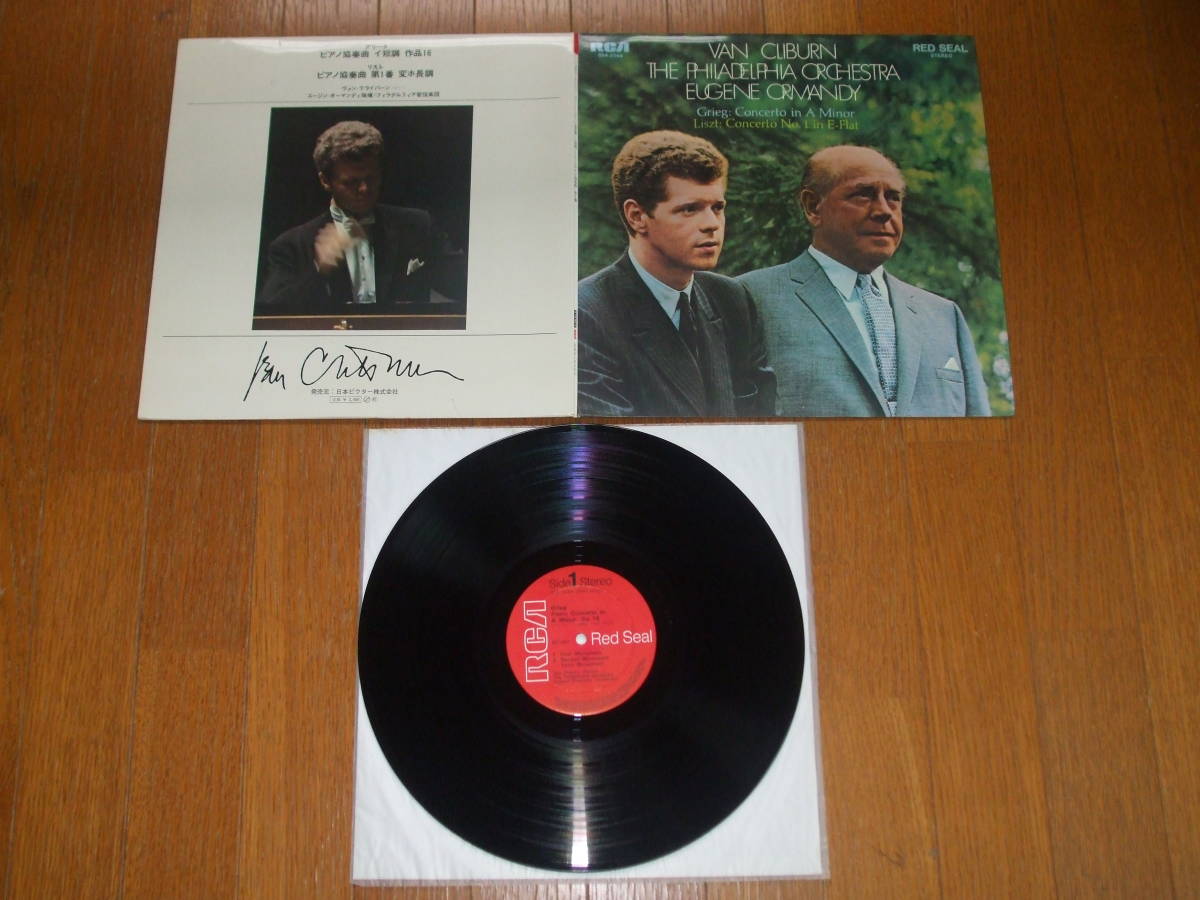 グリーグ
ピアノ協奏曲 イ短調 作品16
リスト
ピアノ協奏曲 第1番 変ホ長調
ヴァン・クライバーン
ユージン・オーマンディ指揮/フィラデルフィア管弦楽団
Van Cliburn
発売元:日本ビクター株式会社
RCA
RED SEAL
STEREO
VAN CLIBURN
THE PHILADELPHIA ORCHESTRA
EUGENE ORMANDY
Grieg: Concerto in A Minor
Liszt: Concerto No. 1 in E-Flat
Side 1 Stereo
Grieg
Piano Concerto in
A Minor, Op. 16
RCA
Red Seal